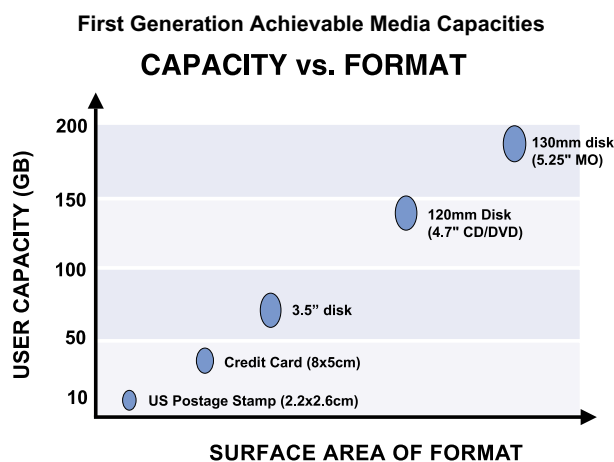 First Generation Achievable Media Capacities
CAPACITY vs. FORMAT
USER CAPACITY (GB)
200
150
100
50
10
130mm disk
(5.25" MO)
120mm Disk
(4.7" CD/DVD)
3.5” disk
Credit Card (8x5cm)
US Postage Stamp (2.2x2.6cm)
SURFACE AREA OF FORMAT